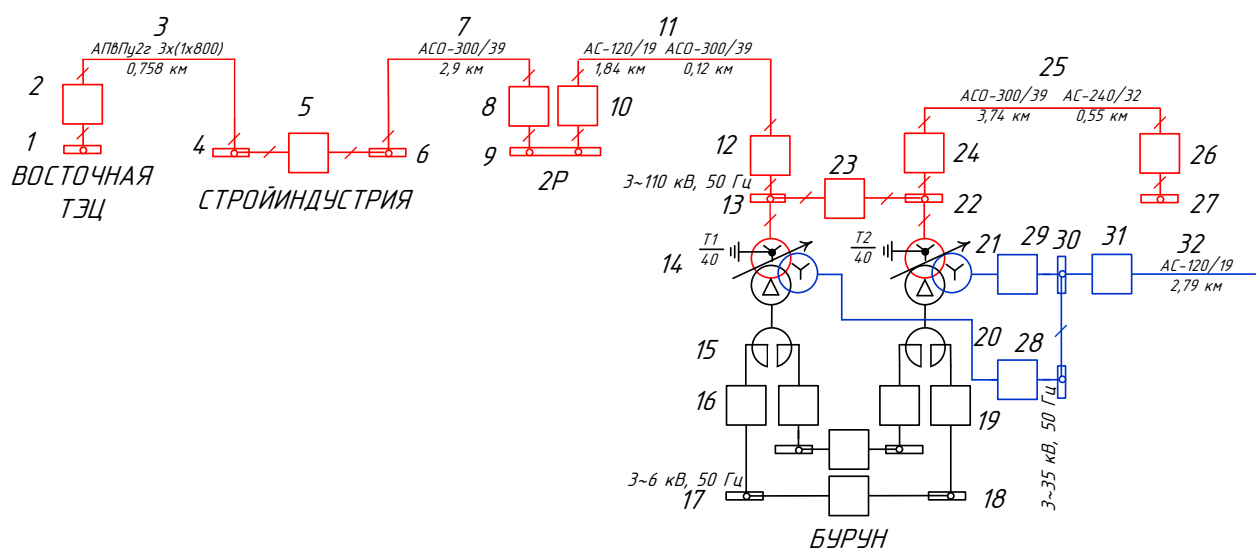 3
АПвПу2г 3х(1х800)
0,758 км
2
1
ВОСТОЧНАЯ
ТЭЦ
4
5
6
СТРОЙИНДУСТРИЯ
7
АСО-300/39
2,9 км
8
9
10
2Р
11
АС-120/19 АСО-300/39
1,84 км 0,12 км
12
3~110 кВ, 50 Гц
13
23
22
24
25
АСО-300/39 АС-240/32
3,74 км 0,55 км
26
27
14
Т1
40
Т2
40
21
29
30
31
32
АС-120/19
2,79 км
15
20
28
16
19
3~35 кВ, 50 Гц
3~6 кВ, 50 Гц
17
18
БУРУН